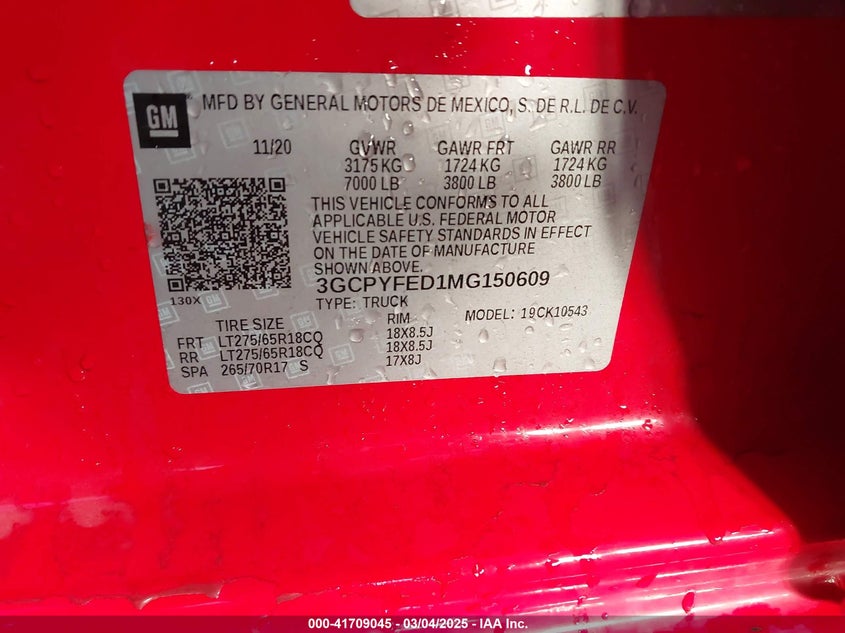 GM
MFD BY GENERAL MOTORS DE MEXICO, S. DE R.L. DE C.V.
11/20 GVWR GAWR FRT GAWR RR
3175 KG 1724 KG 1724 KG
7000 LB 3800 LB 3800 LB
THIS VEHICLE CONFORMS TO ALL
APPLICABLE U.S. FEDERAL MOTOR
VEHICLE SAFETY STANDARDS IN EFFECT
ON THE DATE OF MANUFACTURE
SHOWN ABOVE.
3GCPYFED1MG150609
130X TYPE: TRUCK MODEL: 19CK10543
TIRE SIZE RIM
FRT LT275/65R18CQ 18X8.5J
RR LT275/65R18CQ 18X8.5J
SPA 265/70R17 S 17X8J
000-41709045 - 03/04/2025 - IAA Inc.